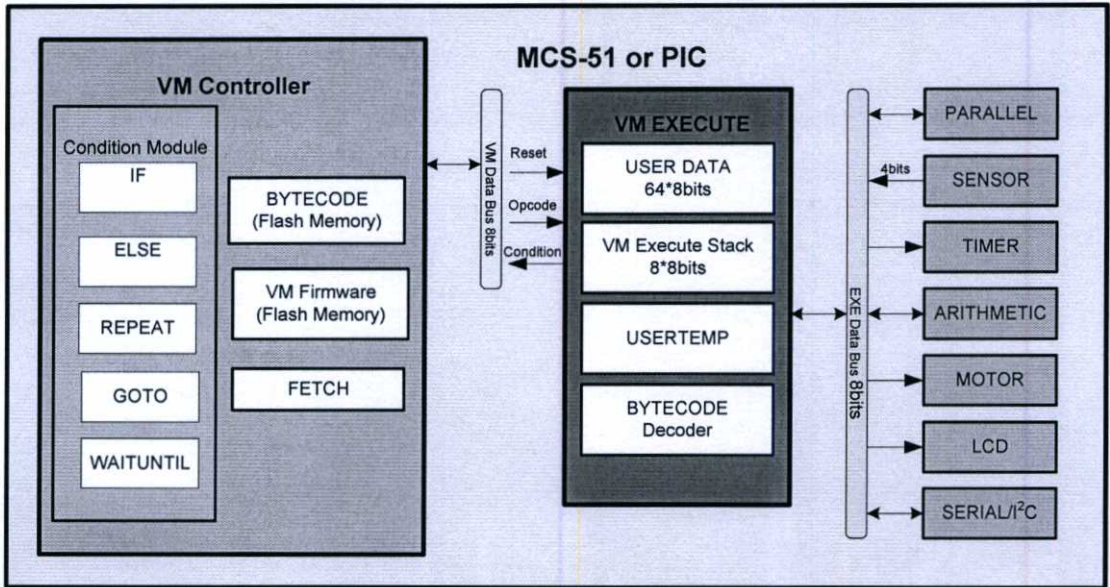 MCS-51 or PIC
VM Controller
Condition Module
IF
ELSE
REPEAT
GOTO
WAITUNTIL
BYTECODE
(Flash Memory)
VM Firmware
(Flash Memory)
FETCH
VM Data Bus 8bits
Reset
Opcode
Condition
VM EXECUTE
USER DATA
64*8bits
VM Execute Stack
8*8bits
USERTEMP
BYTECODE
Decoder
EXE Data Bus 8bits
PARALLEL
4bits
SENSOR
TIMER
ARITHMETIC
MOTOR
LCD
SERIAL/I²C